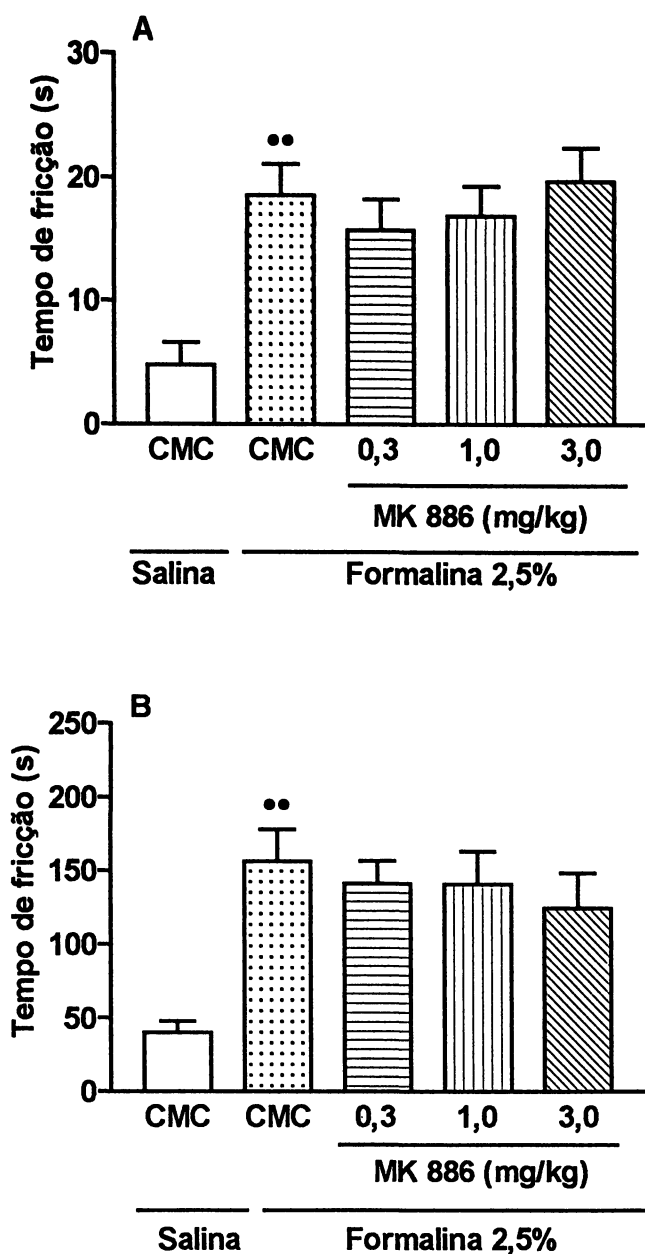 A
Tempo de fricção (s)
30
20
10
0
••
CMC CMC 0,3 1,0 3,0
MK 886 (mg/kg)
Salina Formalina 2,5%
B
Tempo de fricção (s)
250
200
150
100
50
0
••
CMC CMC 0,3 1,0 3,0
MK 886 (mg/kg)
Salina Formalina 2,5%